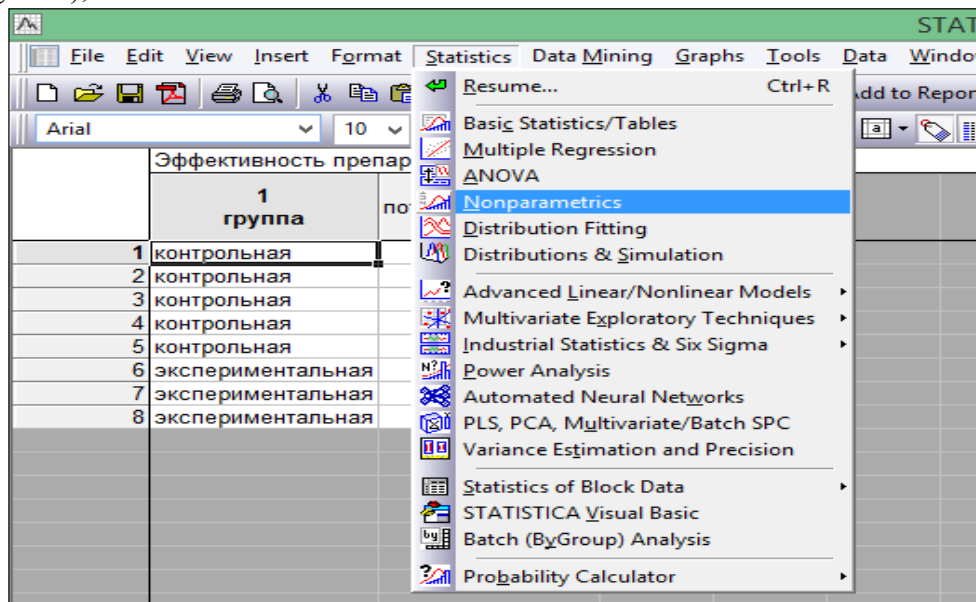 STAT
File Edit View Insert Format Statistics Data Mining Graphs Tools Data Windo
Resume... Ctrl+R
Add to Repor
Arial 10
Basic Statistics/Tables
Multiple Regression
ANOVA
Nonparametrics
Distribution Fitting
Distributions & Simulation
Advanced Linear/Nonlinear Models
Multivariate Exploratory Techniques
Industrial Statistics & Six Sigma
Power Analysis
Automated Neural Networks
PLS, PCA, Multivariate/Batch SPC
Variance Estimation and Precision
Statistics of Block Data
STATISTICA Visual Basic
Batch (ByGroup) Analysis
Probability Calculator
Эффективность препар
1
группа
по
1 контрольная
2 контрольная
3 контрольная
4 контрольная
5 контрольная
6 экспериментальная
7 экспериментальная
8 экспериментальная